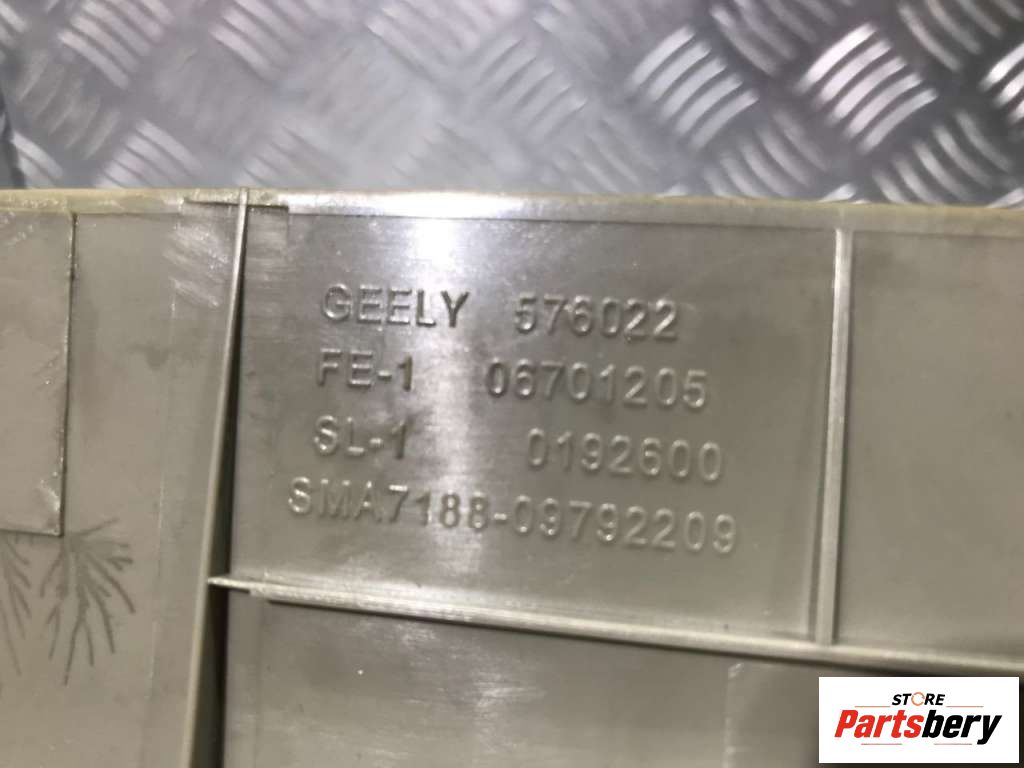 GEELY 576022
FE-1 06701205
SL-1 0192600
SMA7188-09792209
STORE
Partsbery